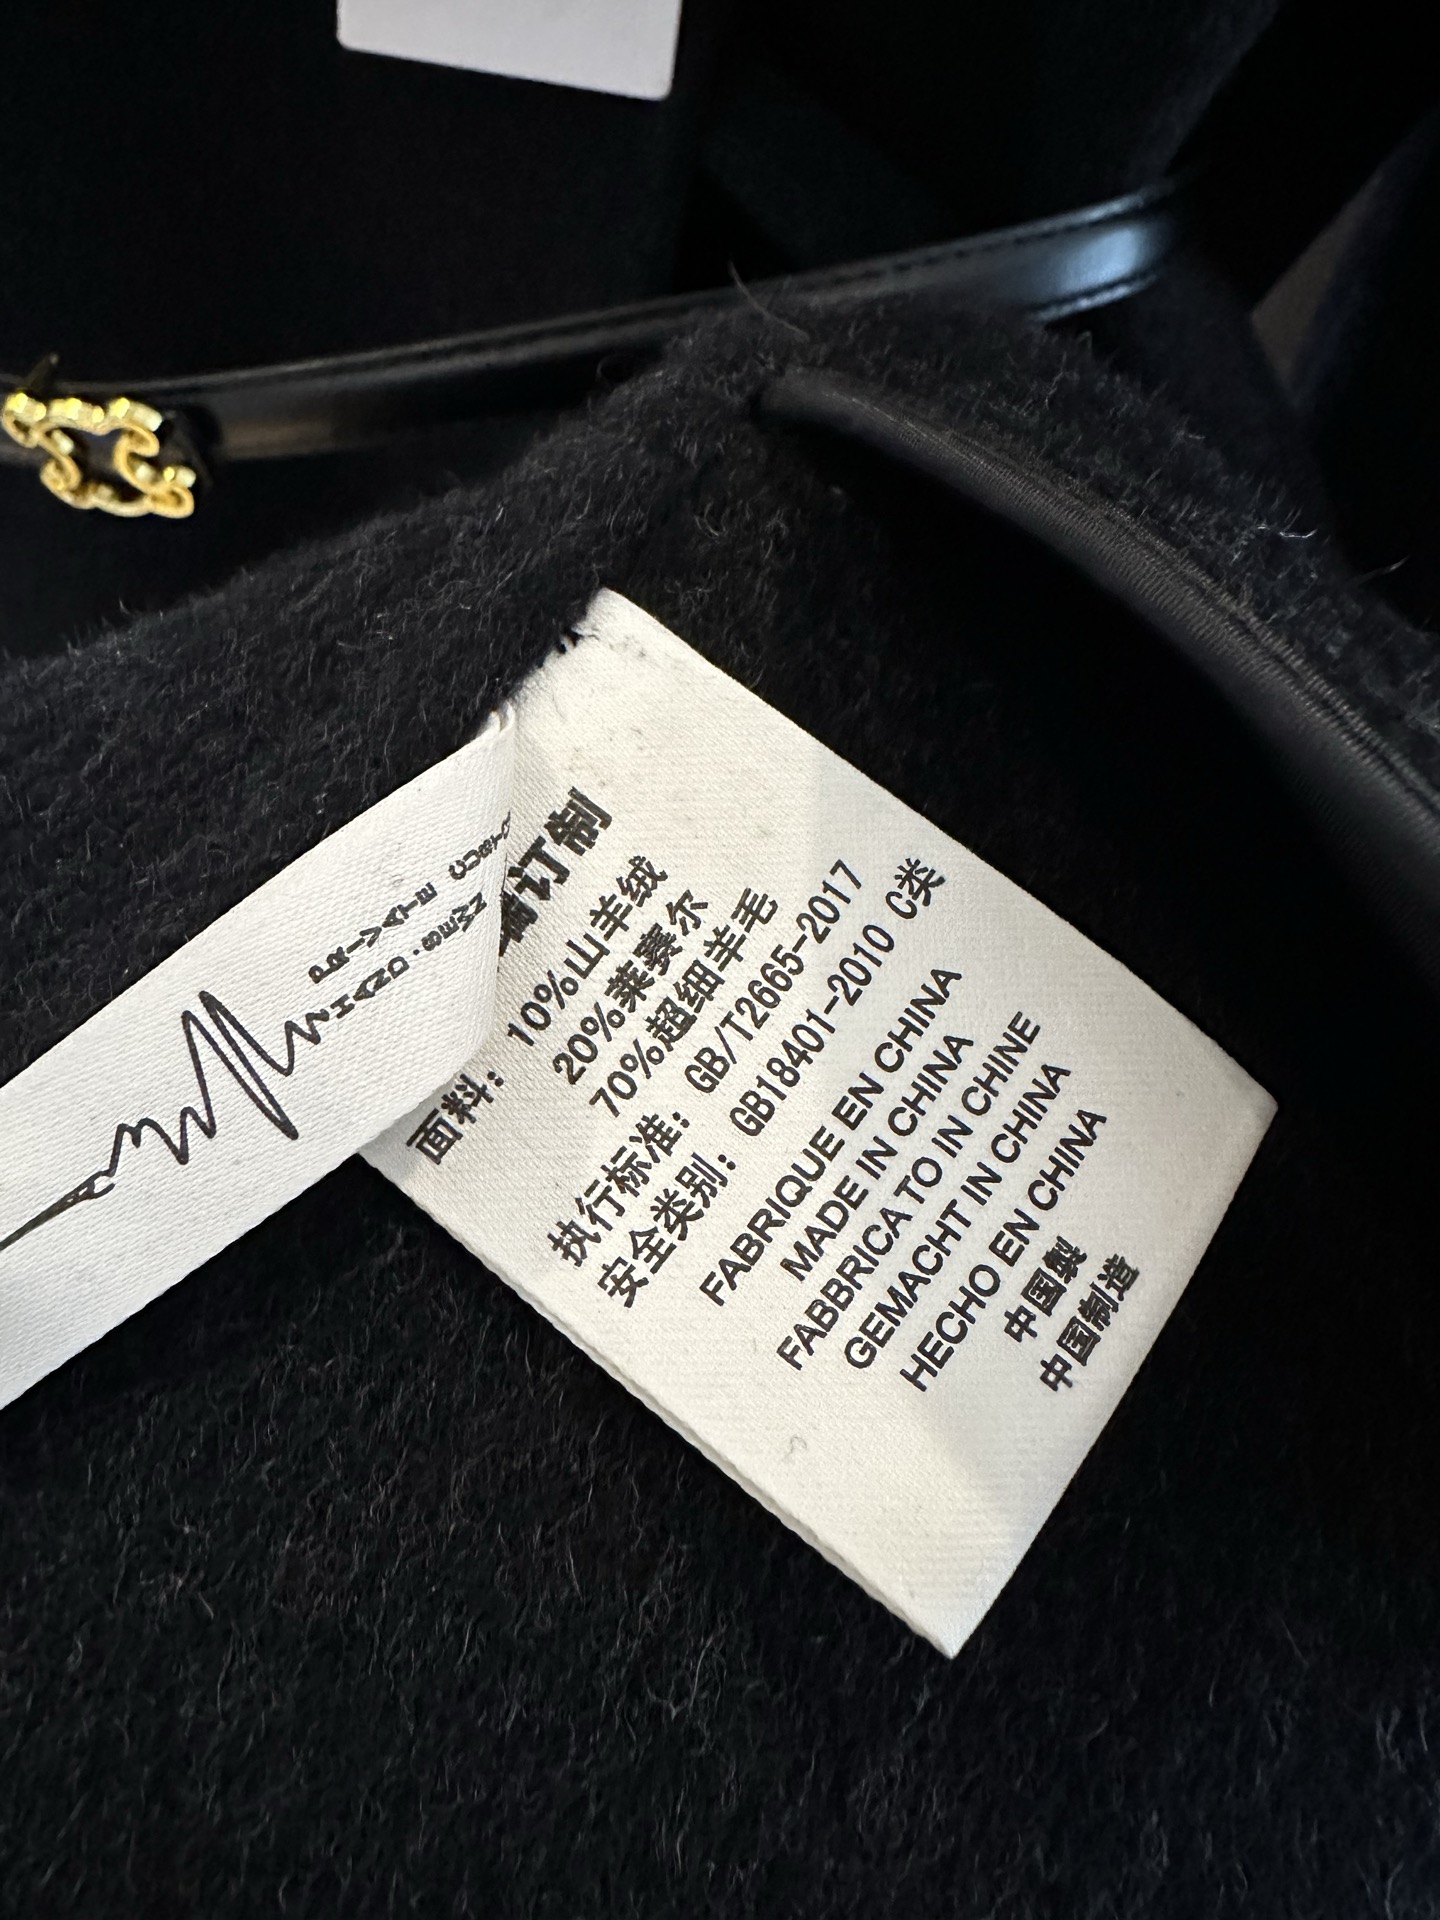 订制
面料：10%山羊绒
20%莱赛尔
70%超细羊毛
执行标准：GB/T2665-2017
安全类别：GB18401-2010 C类
FABRIQUE EN CHINA
MADE IN CHINA
FABBRICA TO IN CHINE
GEMACHT IN CHINA
HECHO EN CHINA
中国製
中国制造